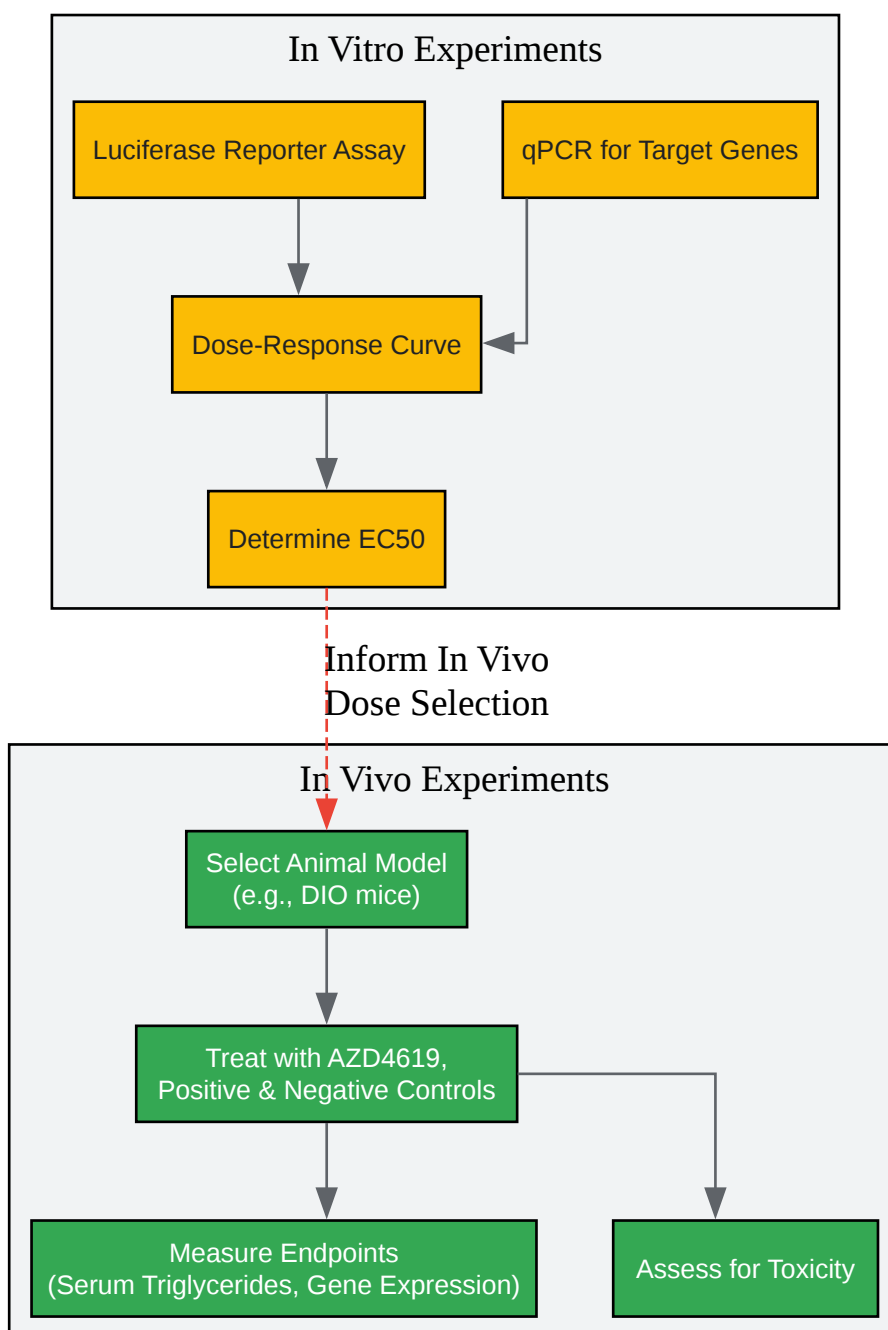 In Vitro Experiments
Luciferase Reporter Assay
qPCR for Target Genes
Dose-Response Curve
Determine EC50
Inform In Vivo
Dose Selection
In Vivo Experiments
Select Animal Model
(e.g., DIO mice)
Treat with AZD4619,
Positive & Negative Controls
Measure Endpoints
(Serum Triglycerides, Gene Expression)
Assess for Toxicity